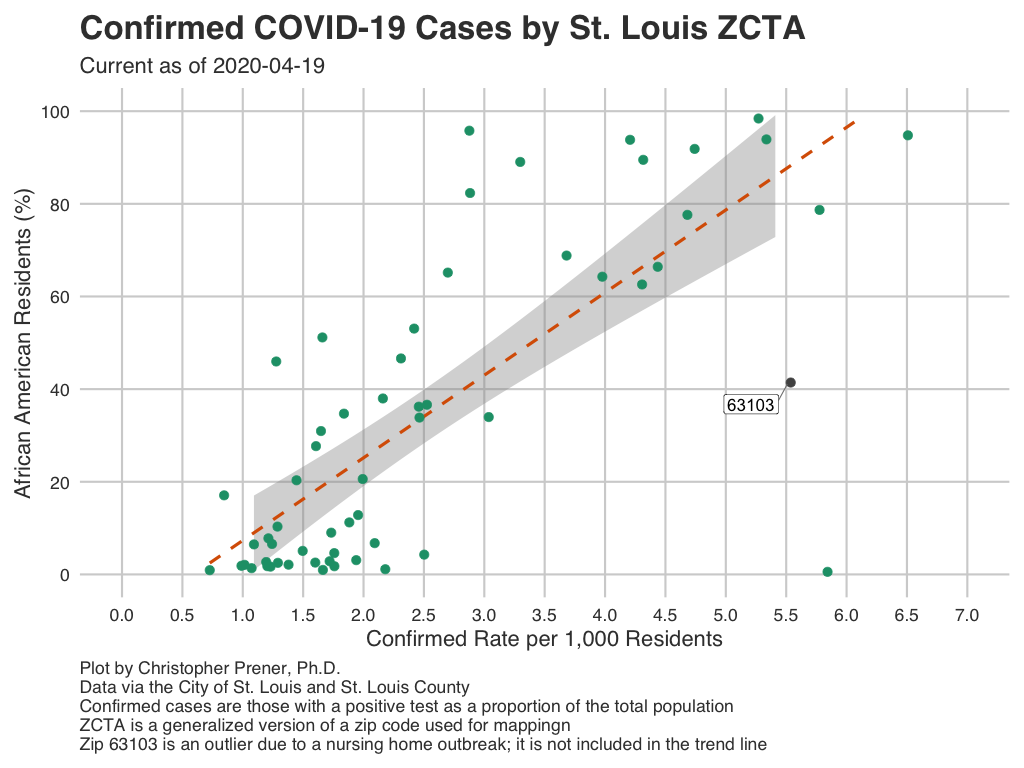 Confirmed COVID-19 Cases by St. Louis ZCTA
Current as of 2020-04-19
African American Residents (%)
100
80
60
40
20
0
63103
0.0 0.5 1.0 1.5 2.0 2.5 3.0 3.5 4.0 4.5 5.0 5.5 6.0 6.5 7.0
Confirmed Rate per 1,000 Residents
Plot by Christopher Prener, Ph.D.
Data via the City of St. Louis and St. Louis County
Confirmed cases are those with a positive test as a proportion of the total population
ZCTA is a generalized version of a zip code used for mappingn
Zip 63103 is an outlier due to a nursing home outbreak; it is not included in the trend line